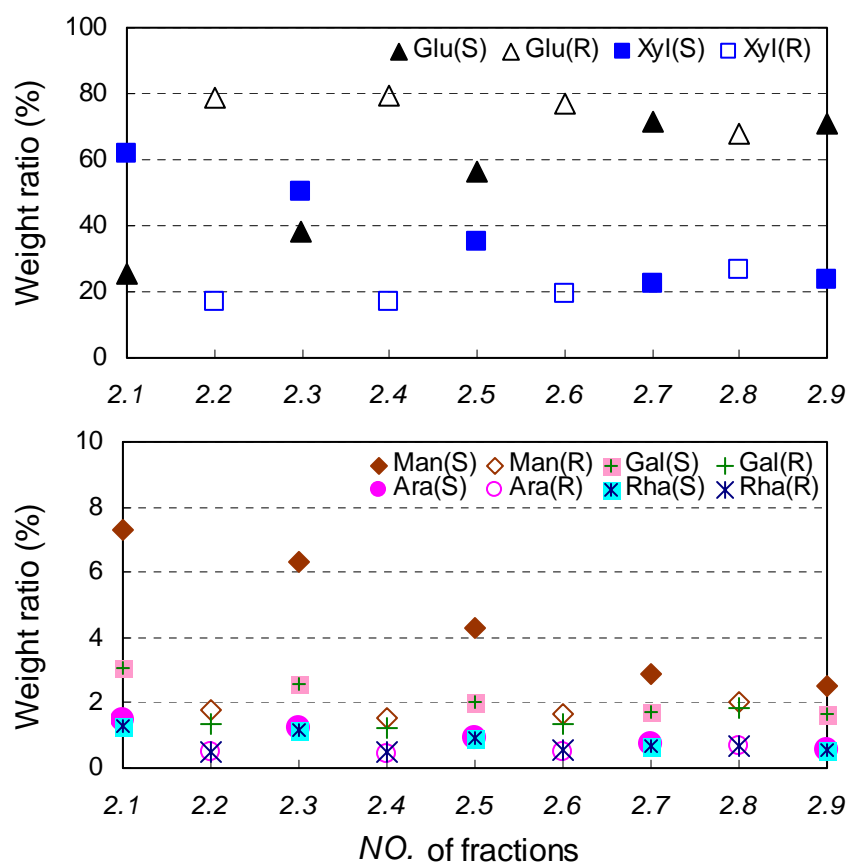 100
Glu(S) Glu(R) Xyl(S) Xyl(R)
80
60
40
20
0
Weight ratio (%)
2.1 2.2 2.3 2.4 2.5 2.6 2.7 2.8 2.9
10
Man(S) Man(R) Gal(S) Gal(R)
Ara(S) Ara(R) Rha(S) Rha(R)
8
6
4
2
0
Weight ratio (%)
2.1 2.2 2.3 2.4 2.5 2.6 2.7 2.8 2.9
NO. of fractions